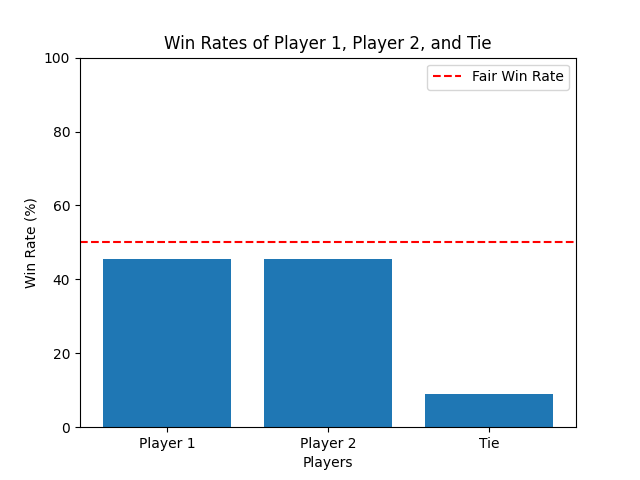 Win Rates of Player 1, Player 2, and Tie
100
Fair Win Rate
80
60
40
20
0
Win Rate (%)
Player 1 Player 2 Tie
Players